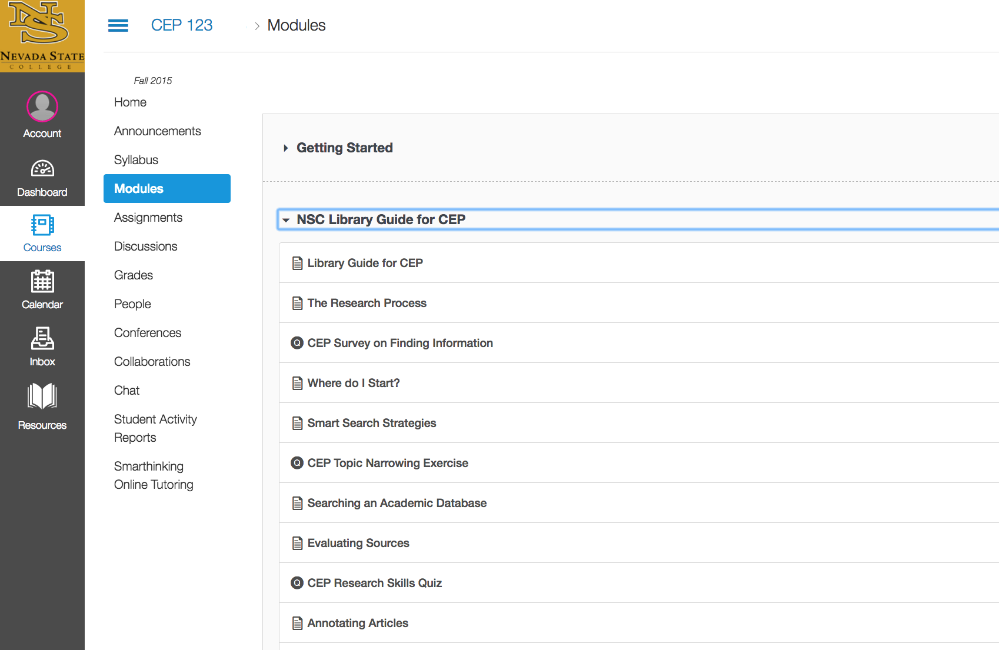 NS
NEVADA STATE
COLLEGE
Account
Dashboard
Courses
Calendar
Inbox
Resources
CEP 123 > Modules
Fall 2015
Home
Announcements
Syllabus
Modules
Assignments
Discussions
Grades
People
Conferences
Collaborations
Chat
Student Activity
Reports
Smarthinking
Online Tutoring
Getting Started
NSC Library Guide for CEP
Library Guide for CEP
The Research Process
Q CEP Survey on Finding Information
Where do I Start?
Smart Search Strategies
Q CEP Topic Narrowing Exercise
Searching an Academic Database
Evaluating Sources
Q CEP Research Skills Quiz
Annotating Articles